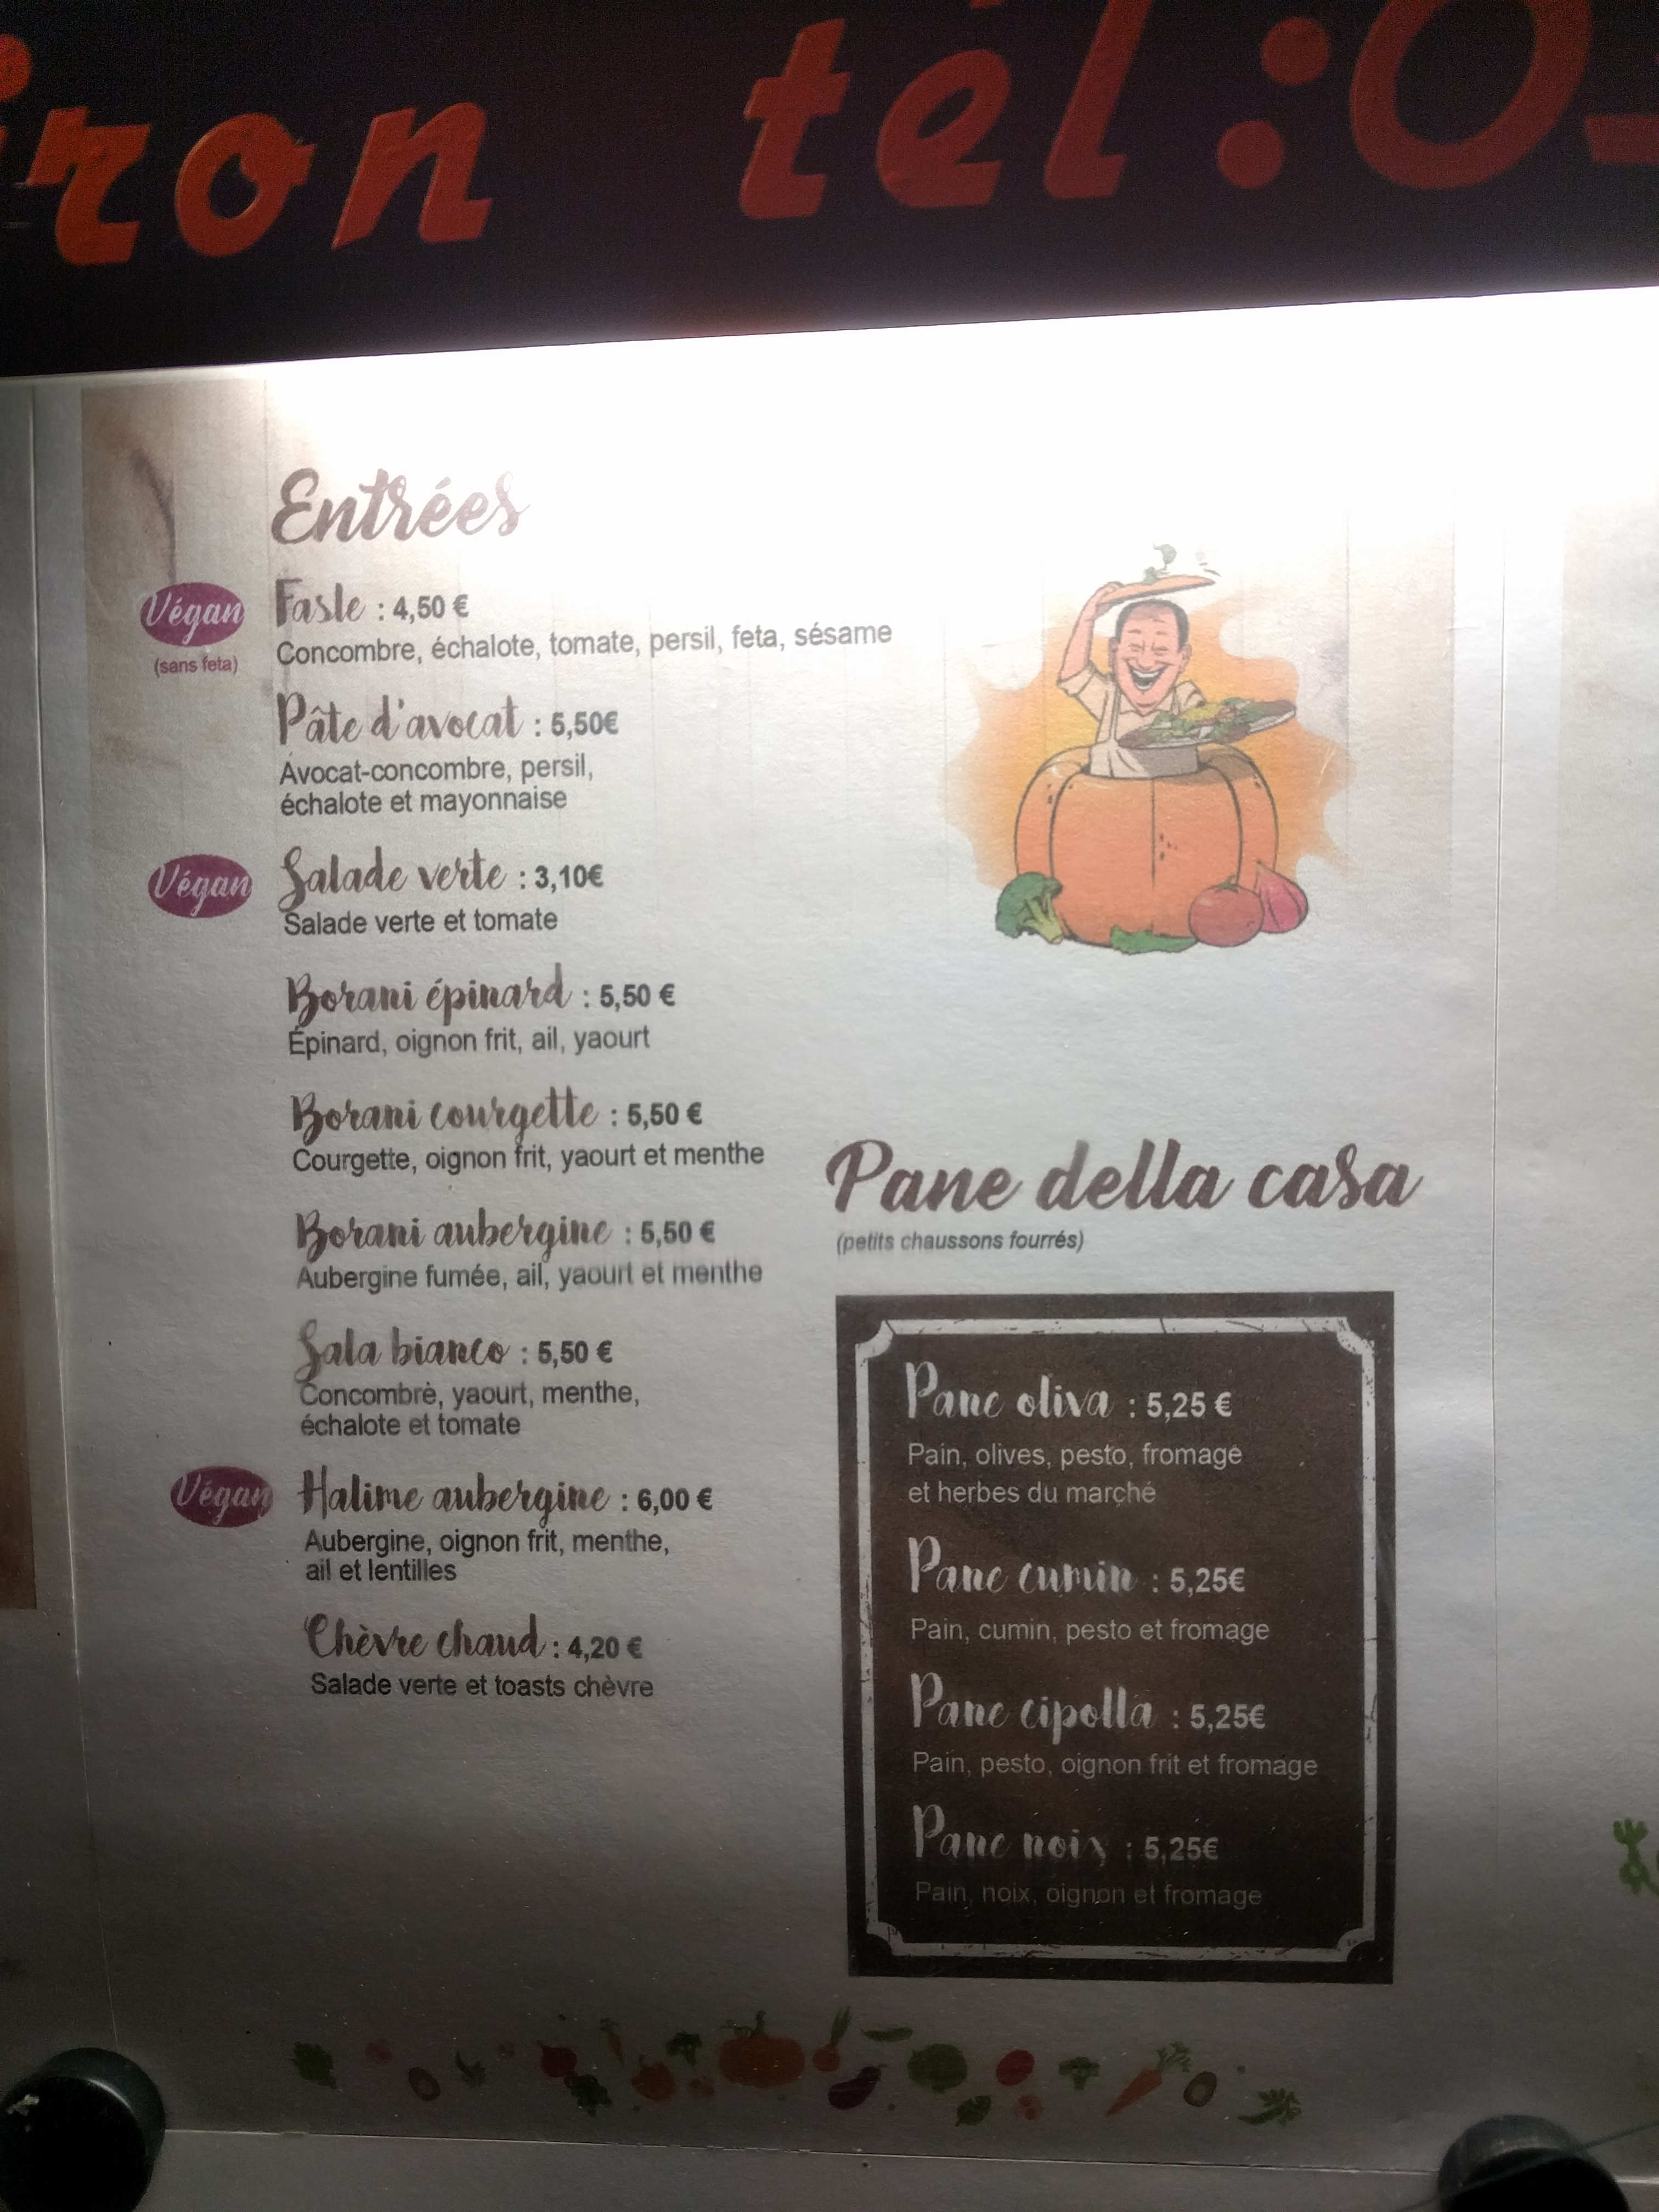 iron tél:0
Entrées
Végan
(sans feta)
Fasle : 4,50 €
Concombre, échalote, tomate, persil, feta, sésame
Pâte d'avocat : 5,50€
Avocat-concombre, persil,
échalote et mayonnaise
Végan
Salade verte : 3,10€
Salade verte et tomate
Borani épinard : 5,50 €
Épinard, oignon frit, ail, yaourt
Borani courgette : 5,50 €
Courgette, oignon frit, yaourt et menthe
Borani aubergine : 5,50 €
Aubergine fumée, ail, yaourt et menthe
Sala bianco : 5,50 €
Concombre, yaourt, menthe,
échalote et tomate
Végan
Halime aubergine : 6,00 €
Aubergine, oignon frit, menthe,
ail et lentilles
Chèvre chaud : 4,20 €
Salade verte et toasts chèvre
Pane della casa
(petits chaussons fourrés)
Pane oliva : 5,25 €
Pain, olives, pesto, fromage
et herbes du marché
Pane cumin : 5,25€
Pain, cumin, pesto et fromage
Pane cipolla : 5,25€
Pain, pesto, oignon frit et fromage
Pane noix : 5,25€
Pain, noix, oignon et fromage